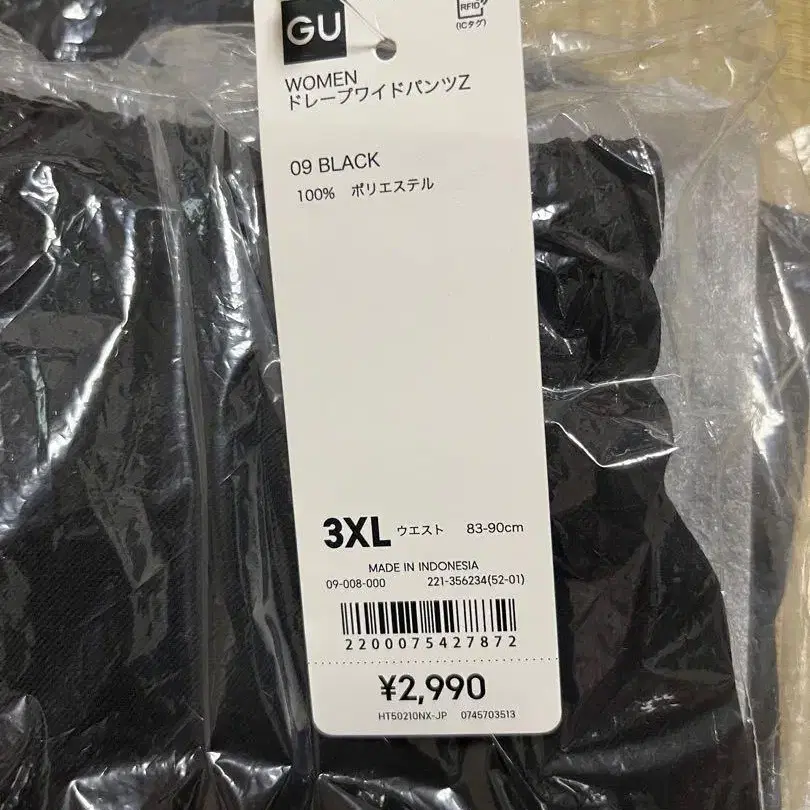 GU
RFID
(ICタグ)
WOMEN
ドレープワイドパンツZ
09 BLACK
100% ポリエステル
3XL ウエスト 83-90cm
MADE IN INDONESIA
09-008-000 221-356234(52-01)
2200075427872
¥2,990
HT50210NX-JP 0745703513